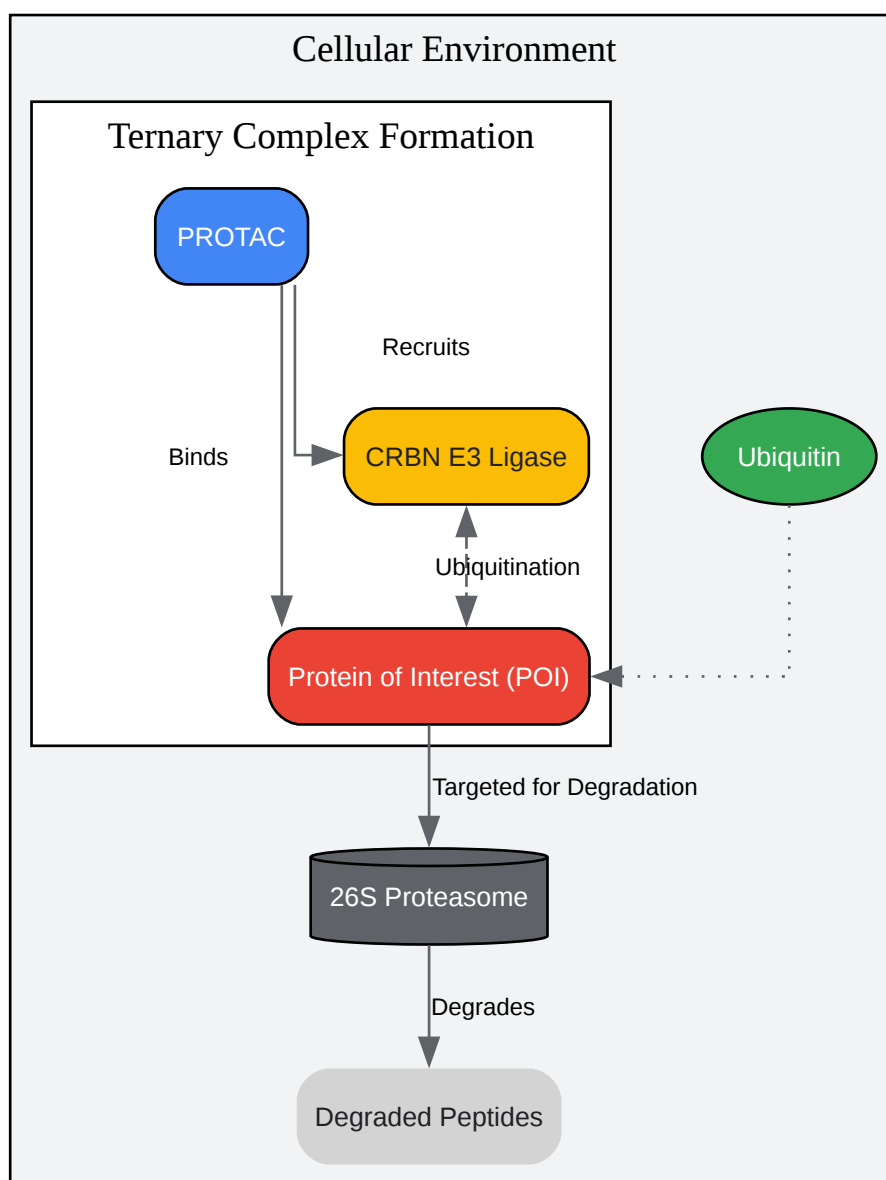 Cellular Environment
Ternary Complex Formation
PROTAC
Recruits
Binds
CRBN E3 Ligase
Ubiquitin
Ubiquitination
Protein of Interest (POI)
Targeted for Degradation
26S Proteasome
Degrades
Degraded Peptides